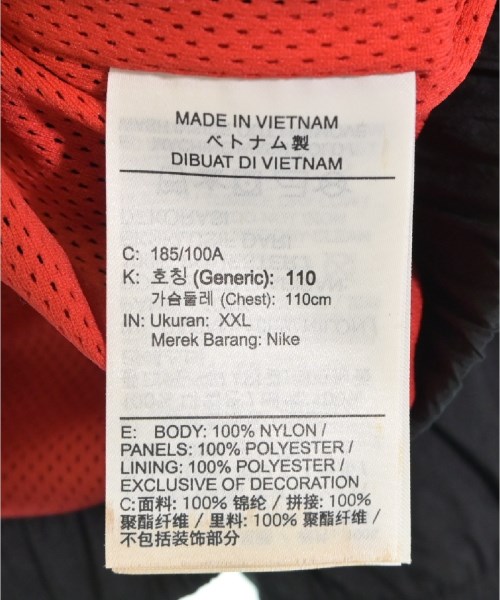 MADE IN VIETNAM
ベトナム製
DIBUAT DI VIETNAM
C: 185/100A
K: 호칭 (Generic): 110
가슴둘레 (Chest): 110cm
IN: Ukuran: XXL
Merek Barang: Nike
E: BODY: 100% NYLON /
PANELS: 100% POLYESTER /
LINING: 100% POLYESTER /
EXCLUSIVE OF DECORATION
C:面料: 100% 锦纶 / 拼接: 100%
聚酯纤维 / 里料: 100% 聚酯纤维 /
不包括装饰部分